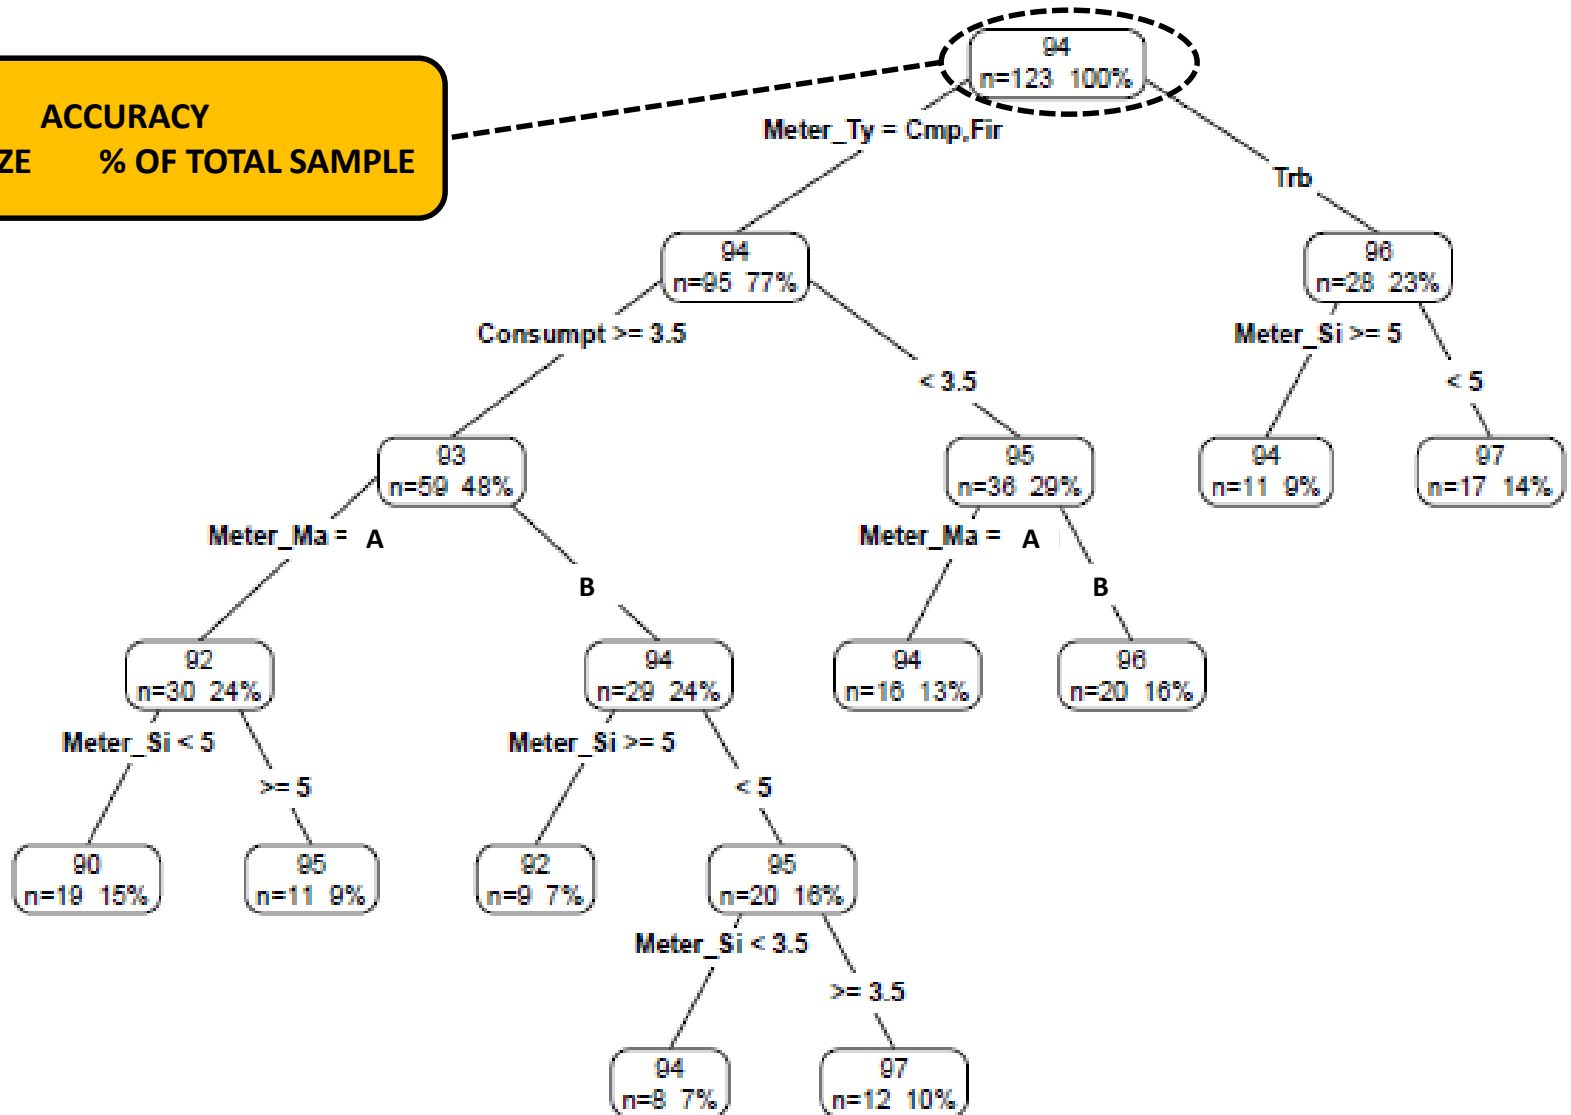 94
n=123 100%
ACCURACY
ZE % OF TOTAL SAMPLE
Meter_Ty = Cmp,Fir
Trb
94
n=95 77%
96
n=28 23%
Consumpt >= 3.5
< 3.5
Meter_Si >= 5
< 5
93
n=59 48%
95
n=36 29%
94
n=11 9%
97
n=17 14%
Meter_Ma = A
B
Meter_Ma = A
B
92
n=30 24%
94
n=29 24%
94
n=16 13%
96
n=20 16%
Meter_Si < 5
>= 5
Meter_Si >= 5
< 5
90
n=19 15%
95
n=11 9%
92
n=9 7%
95
n=20 16%
Meter_Si < 3.5
>= 3.5
94
n=8 7%
97
n=12 10%